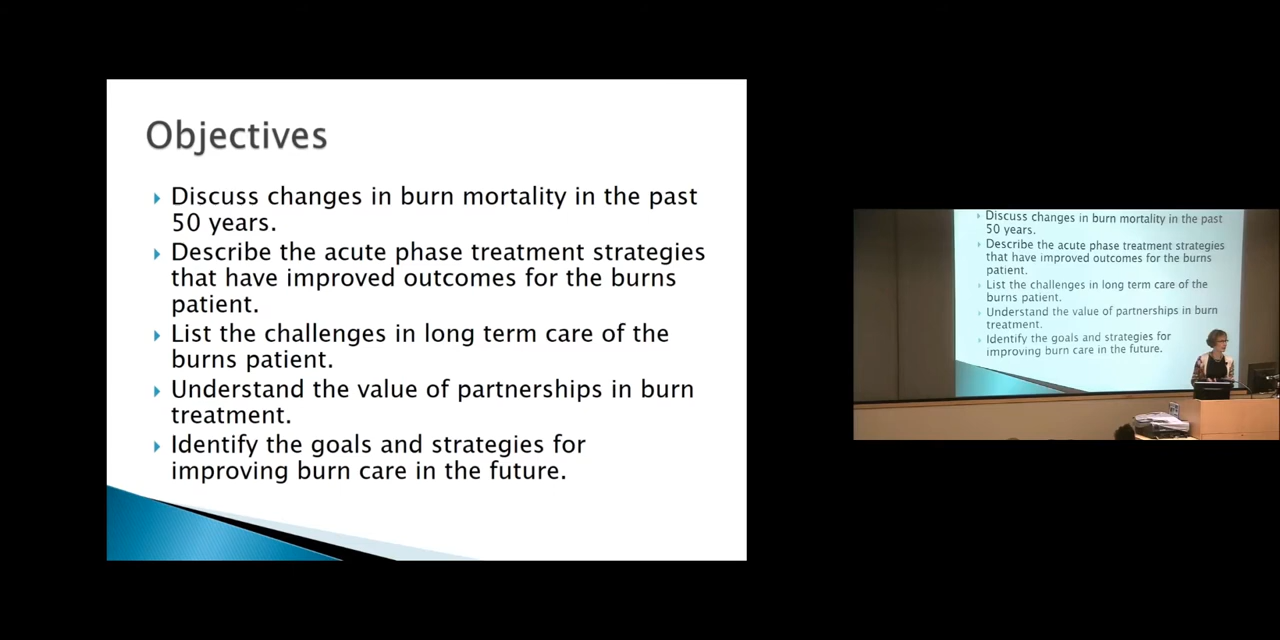 Objectives
Discuss changes in burn mortality in the past
50 years.
Describe the acute phase treatment strategies
that have improved outcomes for the burns
patient.
List the challenges in long term care of the
burns patient.
Understand the value of partnerships in burn
treatment.
Identify the goals and strategies for
improving burn care in the future.
Discuss changes in burn mortality in the past
50 years.
Describe the acute phase treatment strategies
that have improved outcomes for the burns
patient.
List the challenges in long term care of the
burns patient.
Understand the value of partnerships in burn
treatment.
Identify the goals and strategies for
improving burn care in the future.